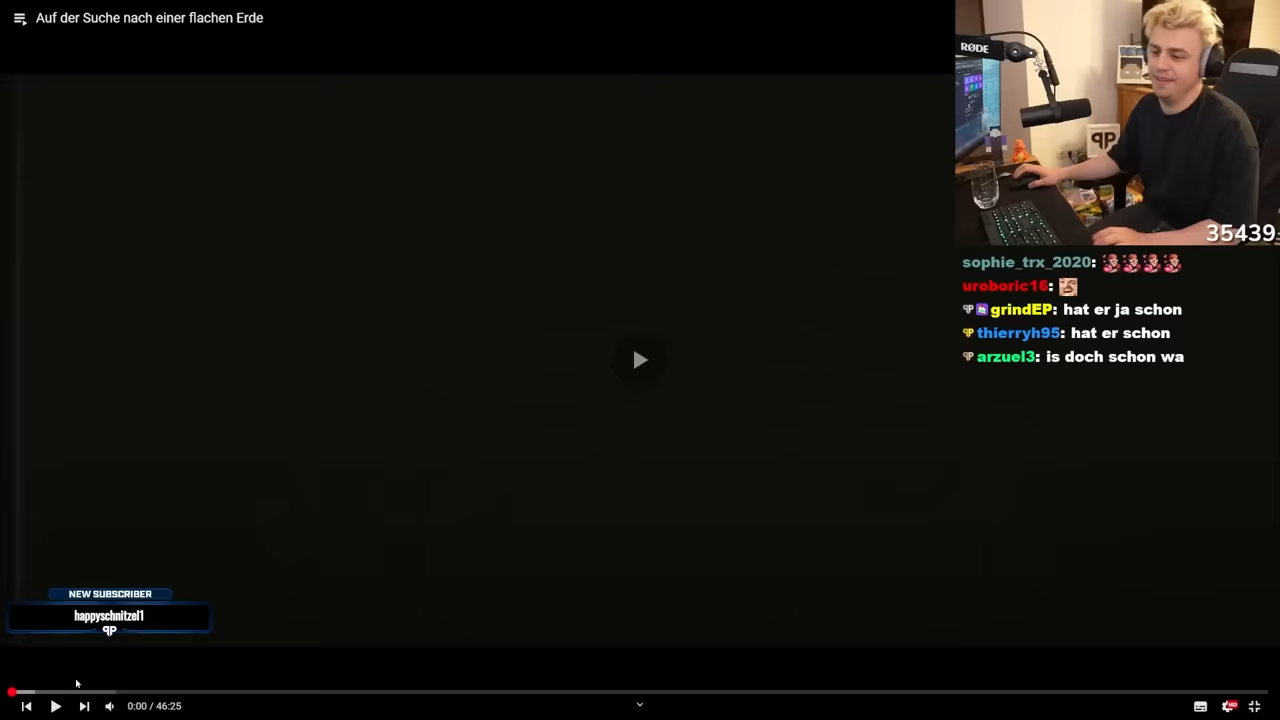 Auf der Suche nach einer flachen Erde
RØDE
35439
sophie_trx_2020:
uroboric16:
grindEP: hat er ja schon
thierryh95: hat er schon
arzuel3: is doch schon wa
NEW SUBSCRIBER
happyschnitzel1
0:00 / 46:25
HD